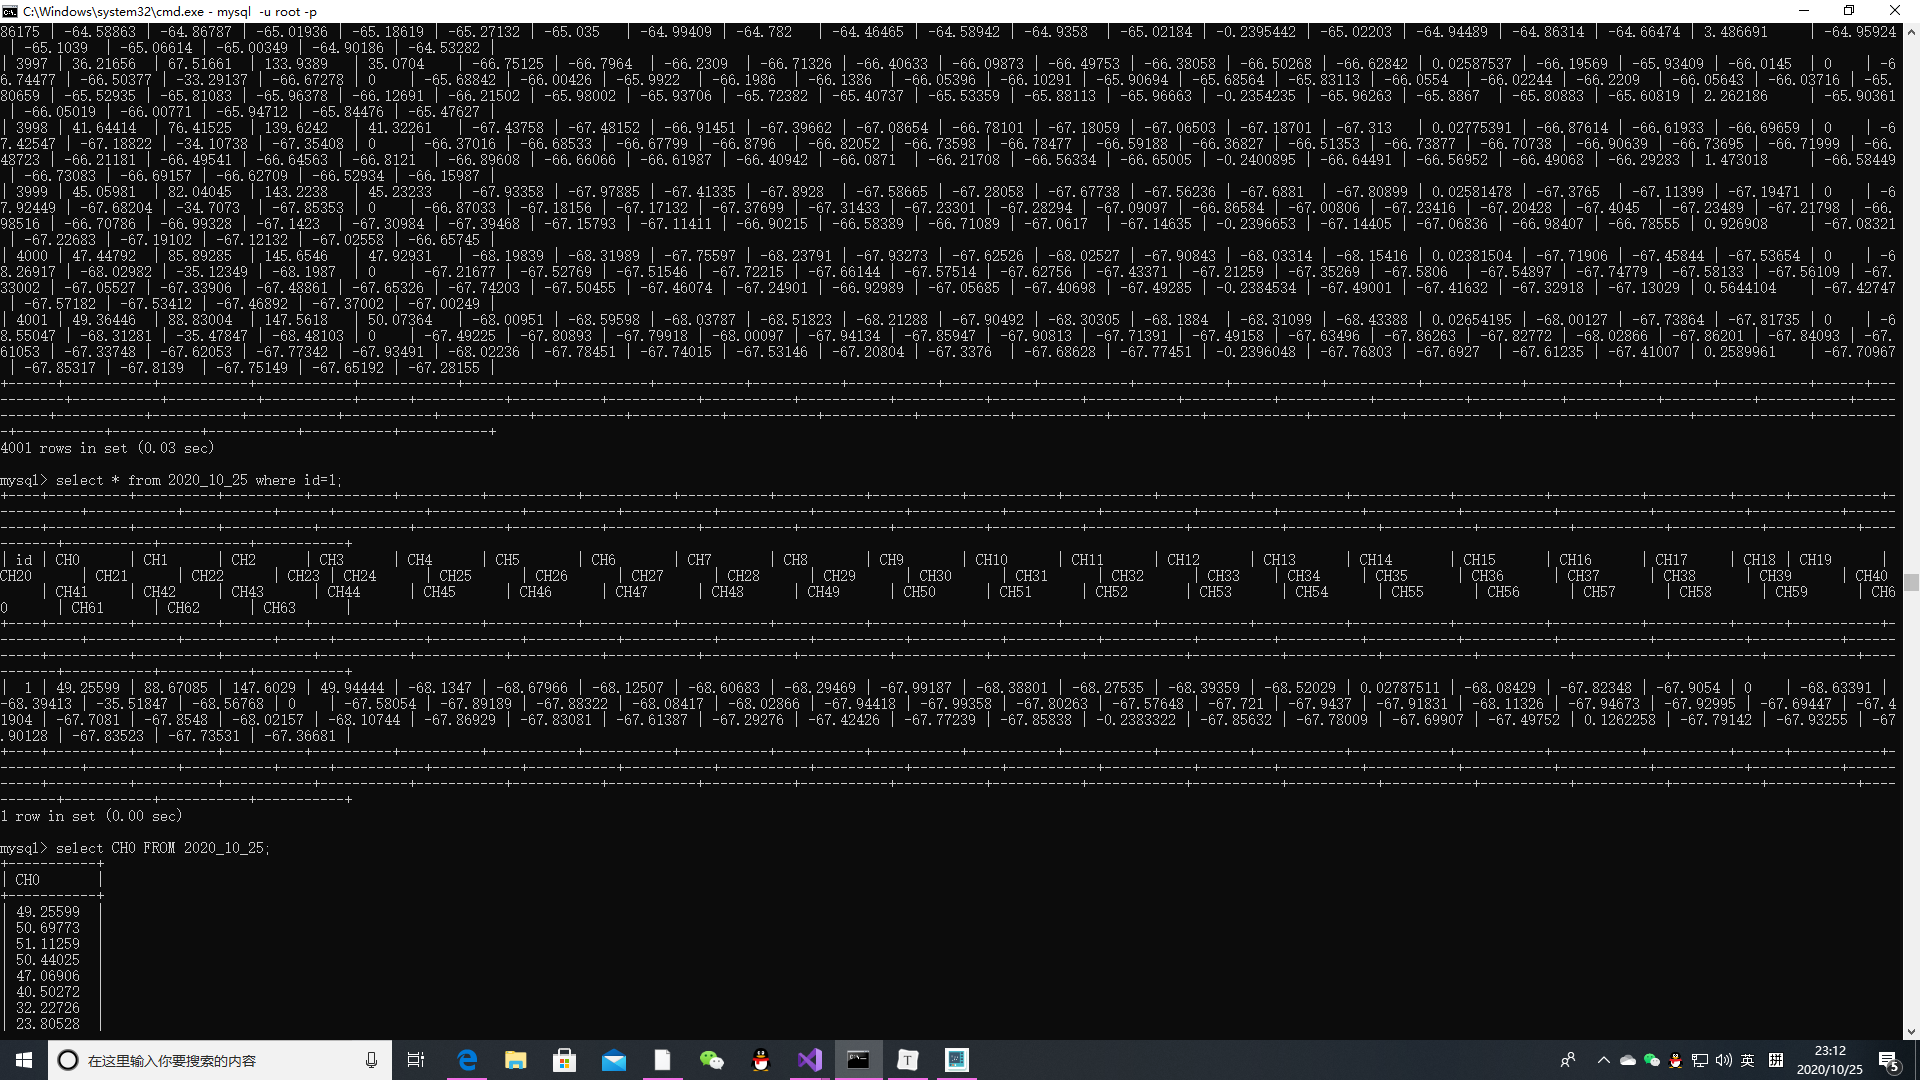 C:\Windows\system32\cmd.exe - mysql  -u root -p
86175 | -64.58863 | -64.86787 | -65.01936 | -65.18619 | -65.27132 | -65.035   | -64.99409 | -64.782   | -64.46465 | -64.58942 | -64.9358  | -65.02184 | -0.2395442 | -65.02203 | -64.94489 | -64.86314 | -64.66474 | 3.486691   | -64.95924
 | -65.1039  | -65.06614 | -65.00349 | -64.90186 | -64.53282 |
| 3997 | 36.21656  | 67.51661  | 133.9389  | 35.0704   | -66.75125 | -66.7964  | -66.2309  | -66.71326 | -66.40633 | -66.09873 | -66.49753 | -66.38058 | -66.50268 | -66.62842 | 0.02587537 | -66.19569 | -65.93409 | -66.0145  | 0    | -6
6.74477 | -66.50377 | -33.29137 | -66.67278 | 0    | -65.68842 | -66.00426 | -65.9922  | -66.1986  | -66.1386  | -66.05396 | -66.10291 | -65.90694 | -65.68564 | -65.83113 | -66.0554  | -66.02244 | -66.2209  | -66.05643 | -66.03716 | -65.
80659 | -65.52935 | -65.81083 | -65.96378 | -66.12691 | -66.21502 | -65.98002 | -65.93706 | -65.72382 | -65.40737 | -65.53359 | -65.88113 | -65.96663 | -0.2354235 | -65.96263 | -65.8867  | -65.80883 | -65.60819 | 2.262186   | -65.90361
 | -66.05019 | -66.00771 | -65.94712 | -65.84476 | -65.47627 |
| 3998 | 41.64414  | 76.41525  | 139.6242  | 41.32261  | -67.43758 | -67.48152 | -66.91451 | -67.39662 | -67.08654 | -66.78101 | -67.18059 | -67.06503 | -67.18701 | -67.313   | 0.02775391 | -66.87614 | -66.61933 | -66.69659 | 0    | -6
7.42547 | -67.18822 | -34.10738 | -67.35408 | 0    | -66.37016 | -66.68533 | -66.67799 | -66.8796  | -66.82052 | -66.73598 | -66.78477 | -66.59188 | -66.36827 | -66.51353 | -66.73877 | -66.70738 | -66.90639 | -66.73695 | -66.71999 | -66.
48723 | -66.21181 | -66.49541 | -66.64563 | -66.8121  | -66.89608 | -66.66066 | -66.61987 | -66.40942 | -66.0871  | -66.21708 | -66.56334 | -66.65005 | -0.2400895 | -66.64491 | -66.56952 | -66.49068 | -66.29283 | 1.473018   | -66.58449
 | -66.73083 | -66.69157 | -66.62709 | -66.52934 | -66.15987 |
| 3999 | 45.05981  | 82.04045  | 143.2238  | 45.23233  | -67.93358 | -67.97885 | -67.41335 | -67.8928  | -67.58665 | -67.28058 | -67.67738 | -67.56236 | -67.6881  | -67.80899 | 0.02581478 | -67.3765  | -67.11399 | -67.19471 | 0    | -6
7.92449 | -67.68204 | -34.7073  | -67.85353 | 0    | -66.87033 | -67.18156 | -67.17132 | -67.37699 | -67.31433 | -67.23301 | -67.28294 | -67.09097 | -66.86584 | -67.00806 | -67.23416 | -67.20428 | -67.4045  | -67.23489 | -67.21798 | -66.
98516 | -66.70786 | -66.99328 | -67.1423  | -67.30984 | -67.39468 | -67.15793 | -67.11411 | -66.90215 | -66.58389 | -66.71089 | -67.0617  | -67.14635 | -0.2396653 | -67.14405 | -67.06836 | -66.98407 | -66.78555 | 0.926908   | -67.08321
 | -67.22683 | -67.19102 | -67.12132 | -67.02558 | -66.65745 |
| 4000 | 47.44792  | 85.89285  | 145.6546  | 47.92931  | -68.19839 | -68.31989 | -67.75597 | -68.23791 | -67.93273 | -67.62526 | -68.02527 | -67.90843 | -68.03314 | -68.15416 | 0.02381504 | -67.71906 | -67.45844 | -67.53654 | 0    | -6
8.26917 | -68.02982 | -35.12349 | -68.1987  | 0    | -67.21677 | -67.52769 | -67.51546 | -67.72215 | -67.66144 | -67.57514 | -67.62756 | -67.43371 | -67.21259 | -67.35269 | -67.5806  | -67.54897 | -67.74779 | -67.58133 | -67.56109 | -67.
33002 | -67.05527 | -67.33906 | -67.48861 | -67.65326 | -67.74203 | -67.50455 | -67.46074 | -67.24901 | -66.92989 | -67.05685 | -67.40698 | -67.49285 | -0.2384534 | -67.49001 | -67.41632 | -67.32918 | -67.13029 | 0.5644104  | -67.42747
 | -67.57182 | -67.53412 | -67.46892 | -67.37002 | -67.00249 |
| 4001 | 49.36446  | 88.83004  | 147.5618  | 50.07364  | -68.00951 | -68.59598 | -68.03787 | -68.51823 | -68.21288 | -67.90492 | -68.30305 | -68.1884  | -68.31099 | -68.43388 | 0.02654195 | -68.00127 | -67.73864 | -67.81735 | 0    | -6
8.55047 | -68.31281 | -35.47847 | -68.48103 | 0    | -67.49225 | -67.80893 | -67.79918 | -68.00097 | -67.94134 | -67.85947 | -67.90813 | -67.71391 | -67.49158 | -67.63496 | -67.86263 | -67.82772 | -68.02866 | -67.86201 | -67.84093 | -67.
61053 | -67.33748 | -67.62053 | -67.77342 | -67.93491 | -68.02236 | -67.78451 | -67.74015 | -67.53146 | -67.20804 | -67.3376  | -67.68628 | -67.77451 | -0.2396048 | -67.76803 | -67.6927  | -67.61235 | -67.41007 | 0.2589961  | -67.70967
 | -67.85317 | -67.8139  | -67.75149 | -67.65192 | -67.28155 |
4001 rows in set (0.03 sec)
mysql> select * from 2020_10_25 where id=1;
| id | CH0      | CH1      | CH2      | CH3      | CH4      | CH5       | CH6       | CH7       | CH8       | CH9       | CH10      | CH11      | CH12      | CH13      | CH14       | CH15      | CH16      | CH17     | CH18 | CH19      |
CH20      | CH21      | CH22      | CH23 | CH24      | CH25      | CH26      | CH27      | CH28      | CH29      | CH30      | CH31      | CH32      | CH33     | CH34     | CH35      | CH36      | CH37      | CH38      | CH39      | CH40
     | CH41     | CH42     | CH43      | CH44      | CH45      | CH46      | CH47      | CH48      | CH49      | CH50      | CH51      | CH52       | CH53      | CH54      | CH55      | CH56      | CH57      | CH58      | CH59      | CH6
0      | CH61      | CH62      | CH63      |
|  1 | 49.25599 | 88.67085 | 147.6029 | 49.94444 | -68.1347 | -68.67966 | -68.12507 | -68.60683 | -68.29469 | -67.99187 | -68.38801 | -68.27535 | -68.39359 | -68.52029 | 0.02787511 | -68.08429 | -67.82348 | -67.9054 | 0    | -68.63391 |
-68.39413 | -35.51847 | -68.56768 | 0    | -67.58054 | -67.89189 | -67.88322 | -68.08417 | -68.02866 | -67.94418 | -67.99358 | -67.80263 | -67.57648 | -67.721  | -67.9437 | -67.91831 | -68.11326 | -67.94673 | -67.92995 | -67.69447 | -67.4
1904 | -67.7081 | -67.8548 | -68.02157 | -68.10744 | -67.86929 | -67.83081 | -67.61387 | -67.29276 | -67.42426 | -67.77239 | -67.85838 | -0.2383322 | -67.85632 | -67.78009 | -67.69907 | -67.49752 | 0.1262258 | -67.79142 | -67.93255 | -67
.90128 | -67.83523 | -67.73531 | -67.36681 |
1 row in set (0.00 sec)
mysql> select CH0 FROM 2020_10_25;
| CH0       |
| 49.25599  |
| 50.69773  |
| 51.11259  |
| 50.44025  |
| 47.06906  |
| 40.50272  |
| 32.22726  |
| 23.80528  |
在这里输入你要搜索的内容
英
拼
23:12
2020/10/25
5